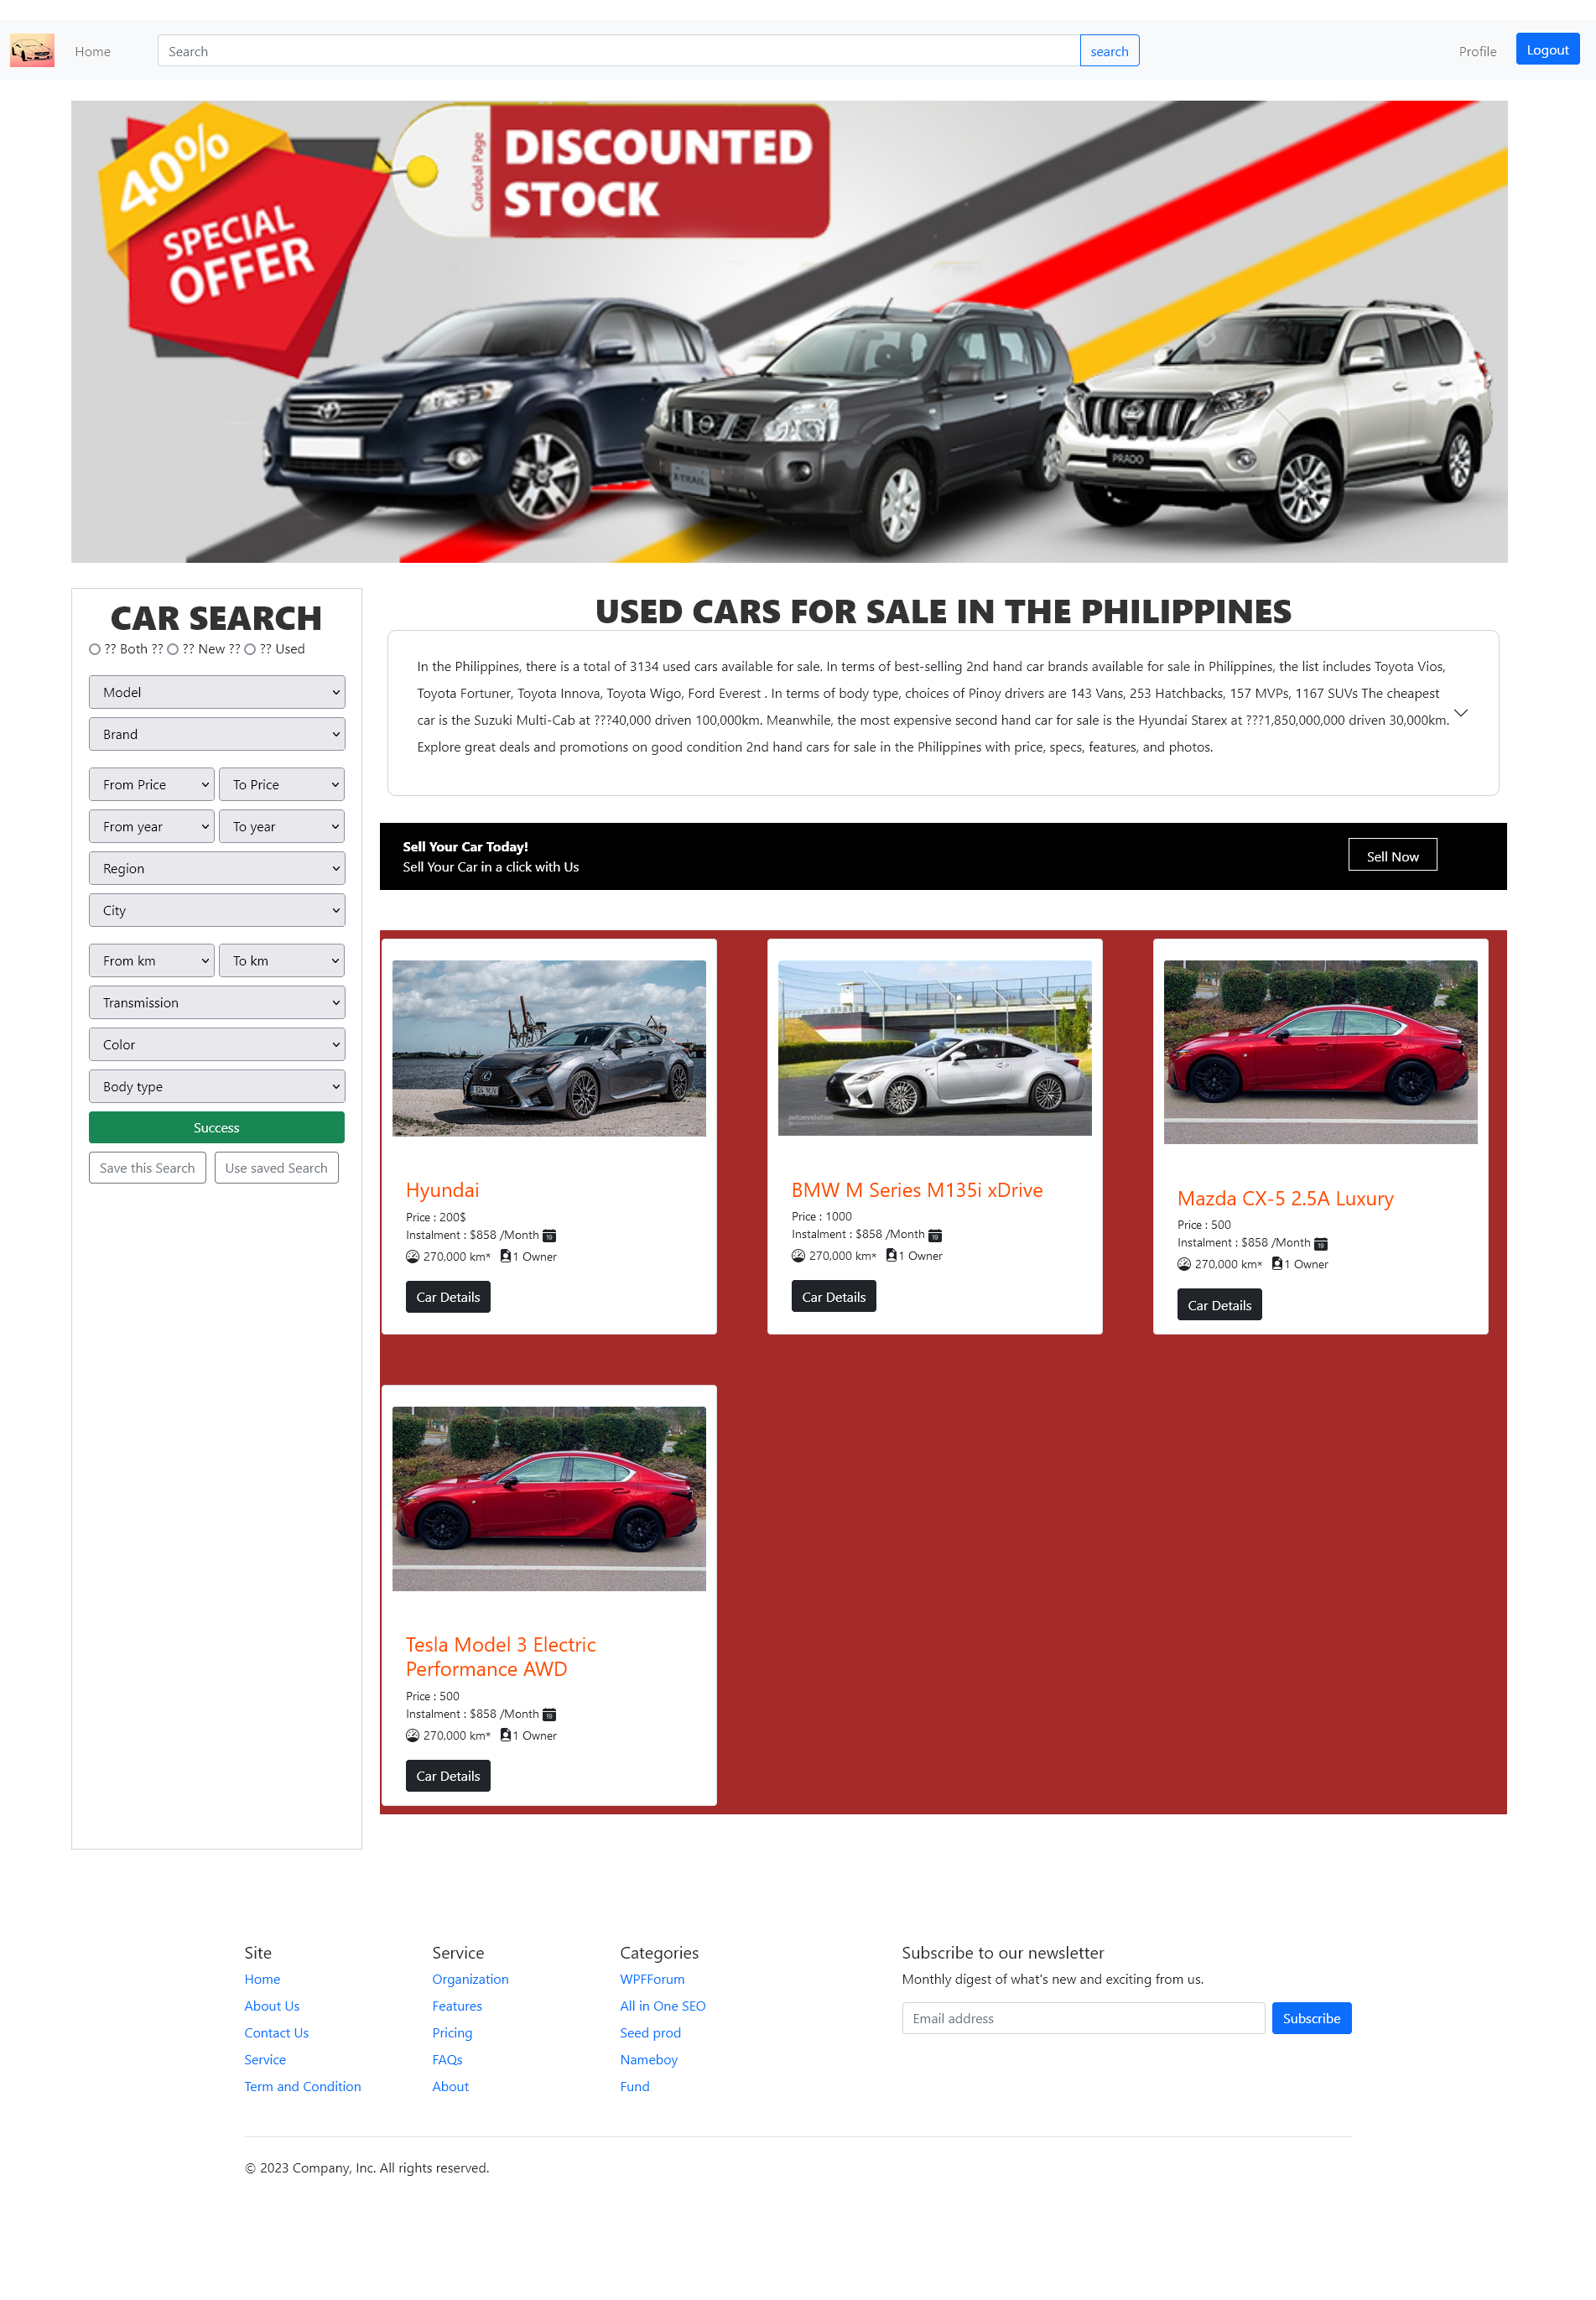 Home
Search
search
Profile
Logout
40%
SPECIAL
OFFER
Cardeal Page
DISCOUNTED
STOCK
X-TRAIL
PRADO
CAR SEARCH
?? Both ?? ?? New ?? ?? Used
Model
Brand
From Price
To Price
From year
To year
Region
City
From km
To km
Transmission
Color
Body type
Success
Save this Search
Use saved Search
USED CARS FOR SALE IN THE PHILIPPINES
In the Philippines, there is a total of 3134 used cars available for sale. In terms of best-selling 2nd hand car brands available for sale in Philippines, the list includes Toyota Vios,
Toyota Fortuner, Toyota Innova, Toyota Wigo, Ford Everest . In terms of body type, choices of Pinoy drivers are 143 Vans, 253 Hatchbacks, 157 MVPs, 1167 SUVs The cheapest
car is the Suzuki Multi-Cab at ???40,000 driven 100,000km. Meanwhile, the most expensive second hand car for sale is the Hyundai Starex at ???1,850,000,000 driven 30,000km.
Explore great deals and promotions on good condition 2nd hand cars for sale in the Philippines with price, specs, features, and photos.
Sell Your Car Today!
Sell Your Car in a click with Us
Sell Now
Hyundai
Price : 200$
Instalment : $858 /Month
270,000 km* 1 Owner
Car Details
autoevolution
BMW M Series M135i xDrive
Price : 1000
Instalment : $858 /Month
270,000 km* 1 Owner
Car Details
Mazda CX-5 2.5A Luxury
Price : 500
Instalment : $858 /Month
270,000 km* 1 Owner
Car Details
Tesla Model 3 Electric
Performance AWD
Price : 500
Instalment : $858 /Month
270,000 km* 1 Owner
Car Details
Site
Home
About Us
Contact Us
Service
Term and Condition
Service
Organization
Features
Pricing
FAQs
About
Categories
WPFForum
All in One SEO
Seed prod
Nameboy
Fund
Subscribe to our newsletter
Monthly digest of what's new and exciting from us.
Email address
Subscribe
© 2023 Company, Inc. All rights reserved.